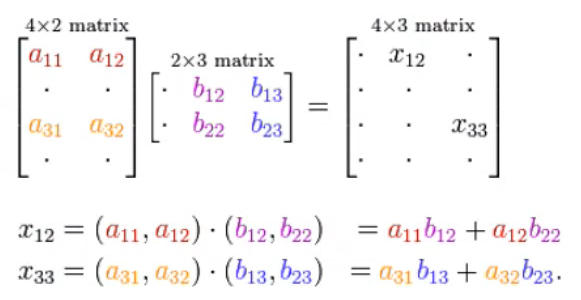 4×2 matrix
2×3 matrix
4×3 matrix
[a₁₁ a₁₂] [· b₁₂ b₁₃] = [· x₁₂ ·]
[· ·] [· b₂₂ b₂₃] [· · ·]
[a₃₁ a₃₂] [· · x₃₃]
[· ·] [· · ·]
x₁₂ = (a₁₁, a₁₂) · (b₁₂, b₂₂) = a₁₁b₁₂ + a₁₂b₂₂
x₃₃ = (a₃₁, a₃₂) · (b₁₃, b₂₃) = a₃₁b₁₃ + a₃₂b₂₃.